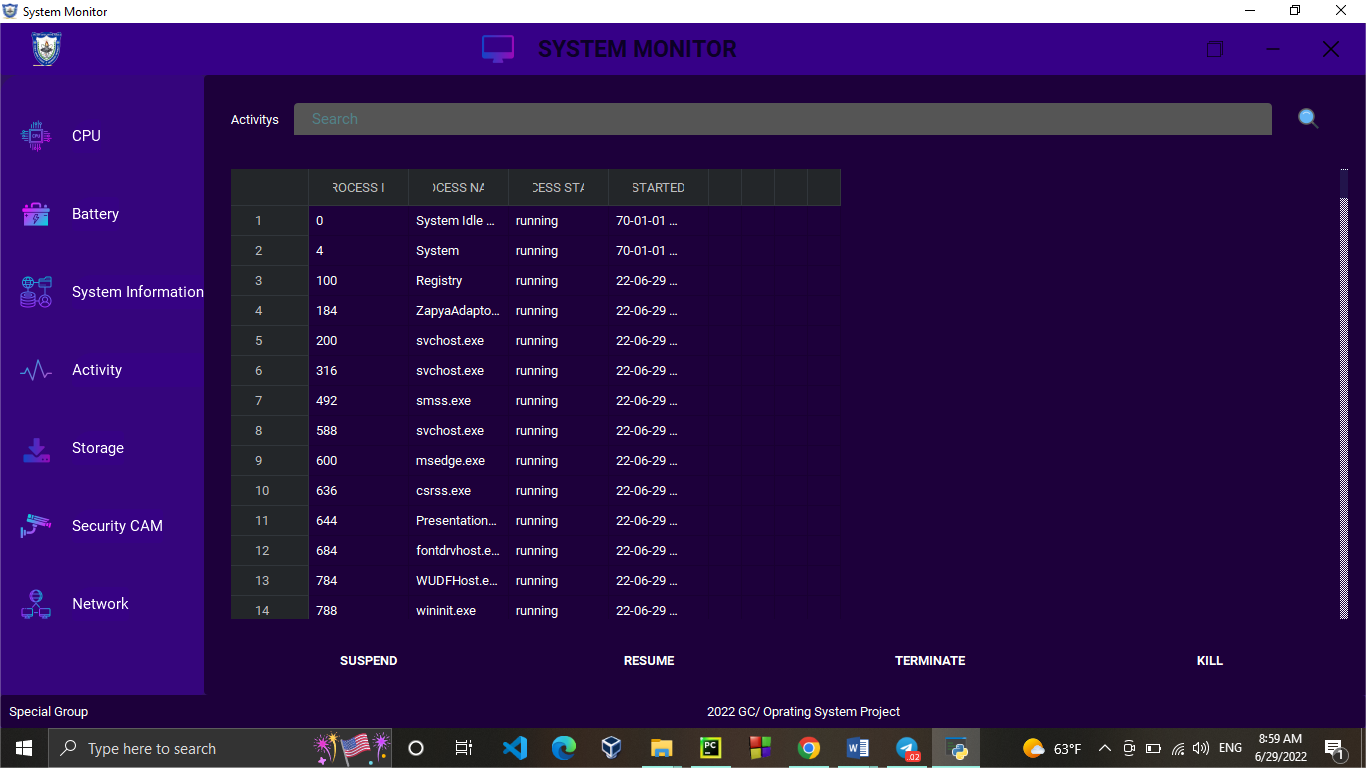 System Monitor
SYSTEM MONITOR
CPU
Battery
System Information
Activity
Storage
Security CAM
Network
Activitys
Search
ROCESS I OCESS NA CESS STA STARTED
1 0 System Idle ... running 70-01-01 ...
2 4 System running 70-01-01 ...
3 100 Registry running 22-06-29 ...
4 184 ZapyaAdapto... running 22-06-29 ...
5 200 svchost.exe running 22-06-29 ...
6 316 svchost.exe running 22-06-29 ...
7 492 smss.exe running 22-06-29 ...
8 588 svchost.exe running 22-06-29 ...
9 600 msedge.exe running 22-06-29 ...
10 636 csrss.exe running 22-06-29 ...
11 644 Presentation... running 22-06-29 ...
12 684 fontdrvhost.e... running 22-06-29 ...
13 784 WUDFHost.e... running 22-06-29 ...
14 788 wininit.exe running 22-06-29 ...
SUSPEND RESUME TERMINATE KILL
Special Group 2022 GC/ Oprating System Project
Type here to search
PC
.02
63°F
ENG
8:59 AM
6/29/2022
1